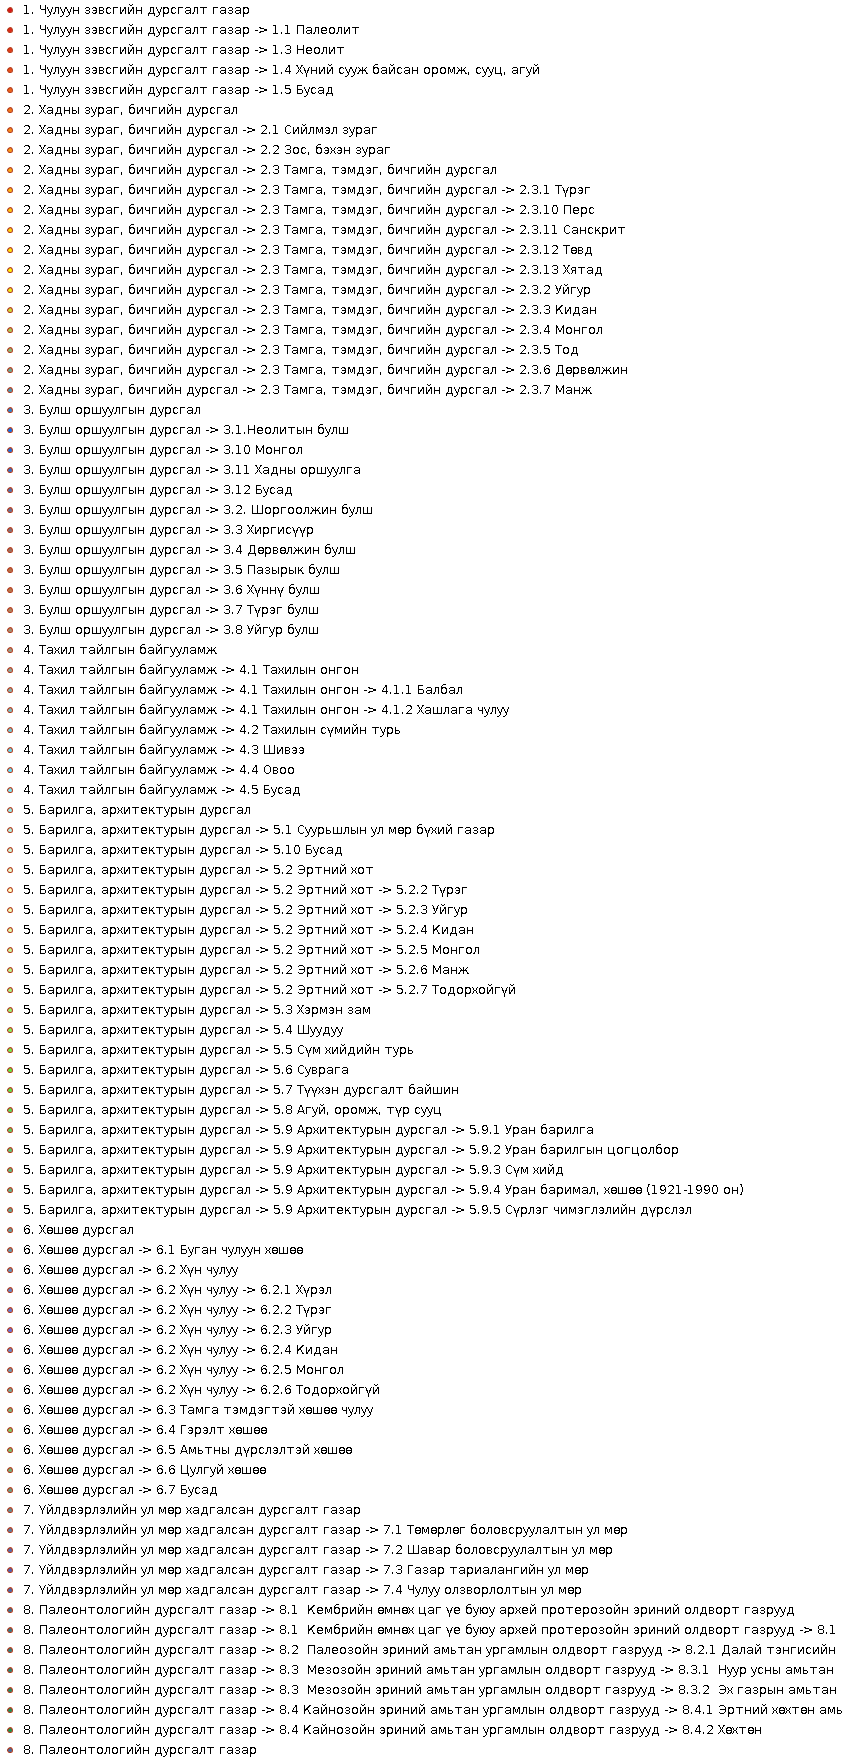 1. Чулуун зэвсгийн дурсгалт газар
1. Чулуун зэвсгийн дурсгалт газар -> 1.1 Палеолит
1. Чулуун зэвсгийн дурсгалт газар -> 1.3 Неолит
1. Чулуун зэвсгийн дурсгалт газар -> 1.4 Хүний сууж байсан оромж, сууц, агуй
1. Чулуун зэвсгийн дурсгалт газар -> 1.5 Бусад
2. Хадны зураг, бичгийн дурсгал
2. Хадны зураг, бичгийн дурсгал -> 2.1 Сийлмэл зураг
2. Хадны зураг, бичгийн дурсгал -> 2.2 Зос, бэхэн зураг
2. Хадны зураг, бичгийн дурсгал -> 2.3 Тамга, тэмдэг, бичгийн дурсгал
2. Хадны зураг, бичгийн дурсгал -> 2.3 Тамга, тэмдэг, бичгийн дурсгал -> 2.3.1 Түрэг
2. Хадны зураг, бичгийн дурсгал -> 2.3 Тамга, тэмдэг, бичгийн дурсгал -> 2.3.10 Перс
2. Хадны зураг, бичгийн дурсгал -> 2.3 Тамга, тэмдэг, бичгийн дурсгал -> 2.3.11 Санскрит
2. Хадны зураг, бичгийн дурсгал -> 2.3 Тамга, тэмдэг, бичгийн дурсгал -> 2.3.12 Төвд
2. Хадны зураг, бичгийн дурсгал -> 2.3 Тамга, тэмдэг, бичгийн дурсгал -> 2.3.13 Хятад
2. Хадны зураг, бичгийн дурсгал -> 2.3 Тамга, тэмдэг, бичгийн дурсгал -> 2.3.2 Уйгур
2. Хадны зураг, бичгийн дурсгал -> 2.3 Тамга, тэмдэг, бичгийн дурсгал -> 2.3.3 Кидан
2. Хадны зураг, бичгийн дурсгал -> 2.3 Тамга, тэмдэг, бичгийн дурсгал -> 2.3.4 Монгол
2. Хадны зураг, бичгийн дурсгал -> 2.3 Тамга, тэмдэг, бичгийн дурсгал -> 2.3.5 Тод
2. Хадны зураг, бичгийн дурсгал -> 2.3 Тамга, тэмдэг, бичгийн дурсгал -> 2.3.6 Дөрвөлжин
2. Хадны зураг, бичгийн дурсгал -> 2.3 Тамга, тэмдэг, бичгийн дурсгал -> 2.3.7 Манж
3. Булш оршуулгын дурсгал
3. Булш оршуулгын дурсгал -> 3.1.Неолитын булш
3. Булш оршуулгын дурсгал -> 3.10 Монгол
3. Булш оршуулгын дурсгал -> 3.11 Хадны оршуулга
3. Булш оршуулгын дурсгал -> 3.12 Бусад
3. Булш оршуулгын дурсгал -> 3.2. Шоргоолжин булш
3. Булш оршуулгын дурсгал -> 3.3 Хиргисүүр
3. Булш оршуулгын дурсгал -> 3.4 Дөрвөлжин булш
3. Булш оршуулгын дурсгал -> 3.5 Пазырык булш
3. Булш оршуулгын дурсгал -> 3.6 Хүннү булш
3. Булш оршуулгын дурсгал -> 3.7 Түрэг булш
3. Булш оршуулгын дурсгал -> 3.8 Уйгур булш
4. Тахил тайлгын байгууламж
4. Тахил тайлгын байгууламж -> 4.1 Тахилын онгон
4. Тахил тайлгын байгууламж -> 4.1 Тахилын онгон -> 4.1.1 Балбал
4. Тахил тайлгын байгууламж -> 4.1 Тахилын онгон -> 4.1.2 Хашлага чулуу
4. Тахил тайлгын байгууламж -> 4.2 Тахилын сүмийн турь
4. Тахил тайлгын байгууламж -> 4.3 Шивээ
4. Тахил тайлгын байгууламж -> 4.4 Овоо
4. Тахил тайлгын байгууламж -> 4.5 Бусад
5. Барилга, архитектурын дурсгал
5. Барилга, архитектурын дурсгал -> 5.1 Суурьшлын ул мөр бүхий газар
5. Барилга, архитектурын дурсгал -> 5.10 Бусад
5. Барилга, архитектурын дурсгал -> 5.2 Эртний хот
5. Барилга, архитектурын дурсгал -> 5.2 Эртний хот -> 5.2.2 Түрэг
5. Барилга, архитектурын дурсгал -> 5.2 Эртний хот -> 5.2.3 Уйгур
5. Барилга, архитектурын дурсгал -> 5.2 Эртний хот -> 5.2.4 Кидан
5. Барилга, архитектурын дурсгал -> 5.2 Эртний хот -> 5.2.5 Монгол
5. Барилга, архитектурын дурсгал -> 5.2 Эртний хот -> 5.2.6 Манж
5. Барилга, архитектурын дурсгал -> 5.2 Эртний хот -> 5.2.7 Тодорхойгүй
5. Барилга, архитектурын дурсгал -> 5.3 Хэрмэн зам
5. Барилга, архитектурын дурсгал -> 5.4 Шуудуу
5. Барилга, архитектурын дурсгал -> 5.5 Сүм хийдийн турь
5. Барилга, архитектурын дурсгал -> 5.6 Суврага
5. Барилга, архитектурын дурсгал -> 5.7 Түүхэн дурсгалт байшин
5. Барилга, архитектурын дурсгал -> 5.8 Агуй, оромж, түр сууц
5. Барилга, архитектурын дурсгал -> 5.9 Архитектурын дурсгал -> 5.9.1 Уран барилга
5. Барилга, архитектурын дурсгал -> 5.9 Архитектурын дурсгал -> 5.9.2 Уран барилгын цогцолбор
5. Барилга, архитектурын дурсгал -> 5.9 Архитектурын дурсгал -> 5.9.3 Сүм хийд
5. Барилга, архитектурын дурсгал -> 5.9 Архитектурын дурсгал -> 5.9.4 Уран баримал, хөшөө (1921-1990 он)
5. Барилга, архитектурын дурсгал -> 5.9 Архитектурын дурсгал -> 5.9.5 Сүрлэг чимэглэлийн дүрслэл
6. Хөшөө дурсгал
6. Хөшөө дурсгал -> 6.1 Буган чулуун хөшөө
6. Хөшөө дурсгал -> 6.2 Хүн чулуу
6. Хөшөө дурсгал -> 6.2 Хүн чулуу -> 6.2.1 Хүрэл
6. Хөшөө дурсгал -> 6.2 Хүн чулуу -> 6.2.2 Түрэг
6. Хөшөө дурсгал -> 6.2 Хүн чулуу -> 6.2.3 Уйгур
6. Хөшөө дурсгал -> 6.2 Хүн чулуу -> 6.2.4 Кидан
6. Хөшөө дурсгал -> 6.2 Хүн чулуу -> 6.2.5 Монгол
6. Хөшөө дурсгал -> 6.2 Хүн чулуу -> 6.2.6 Тодорхойгүй
6. Хөшөө дурсгал -> 6.3 Тамга тэмдэгтэй хөшөө чулуу
6. Хөшөө дурсгал -> 6.4 Гэрэлт хөшөө
6. Хөшөө дурсгал -> 6.5 Амьтны дүрслэлтэй хөшөө
6. Хөшөө дурсгал -> 6.6 Цулгуй хөшөө
6. Хөшөө дурсгал -> 6.7 Бусад
7. Үйлдвэрлэлийн ул мөр хадгалсан дурсгалт газар
7. Үйлдвэрлэлийн ул мөр хадгалсан дурсгалт газар -> 7.1 Төмөрлөг боловсруулалтын ул мөр
7. Үйлдвэрлэлийн ул мөр хадгалсан дурсгалт газар -> 7.2 Шавар боловсруулалтын ул мөр
7. Үйлдвэрлэлийн ул мөр хадгалсан дурсгалт газар -> 7.3 Газар тариалангийн ул мөр
7. Үйлдвэрлэлийн ул мөр хадгалсан дурсгалт газар -> 7.4 Чулуу олзворлолтын ул мөр
8. Палеонтологийн дурсгалт газар -> 8.1 Кембрийн өмнөх цаг үе буюу архей протерозойн эриний олдворт газрууд
8. Палеонтологийн дурсгалт газар -> 8.1 Кембрийн өмнөх цаг үе буюу архей протерозойн эриний олдворт газрууд -> 8.1
8. Палеонтологийн дурсгалт газар -> 8.2 Палеозойн эриний амьтан ургамлын олдворт газрууд -> 8.2.1 Далай тэнгисийн
8. Палеонтологийн дурсгалт газар -> 8.3 Мезозойн эриний амьтан ургамлын олдворт газрууд -> 8.3.1 Нуур усны амьтан
8. Палеонтологийн дурсгалт газар -> 8.3 Мезозойн эриний амьтан ургамлын олдворт газрууд -> 8.3.2 Эх газрын амьтан
8. Палеонтологийн дурсгалт газар -> 8.4 Кайнозойн эриний амьтан ургамлын олдворт газрууд -> 8.4.1 Эртний хөхтөн амь
8. Палеонтологийн дурсгалт газар -> 8.4 Кайнозойн эриний амьтан ургамлын олдворт газрууд -> 8.4.2 Хөхтөн
8. Палеонтологийн дурсгалт газар